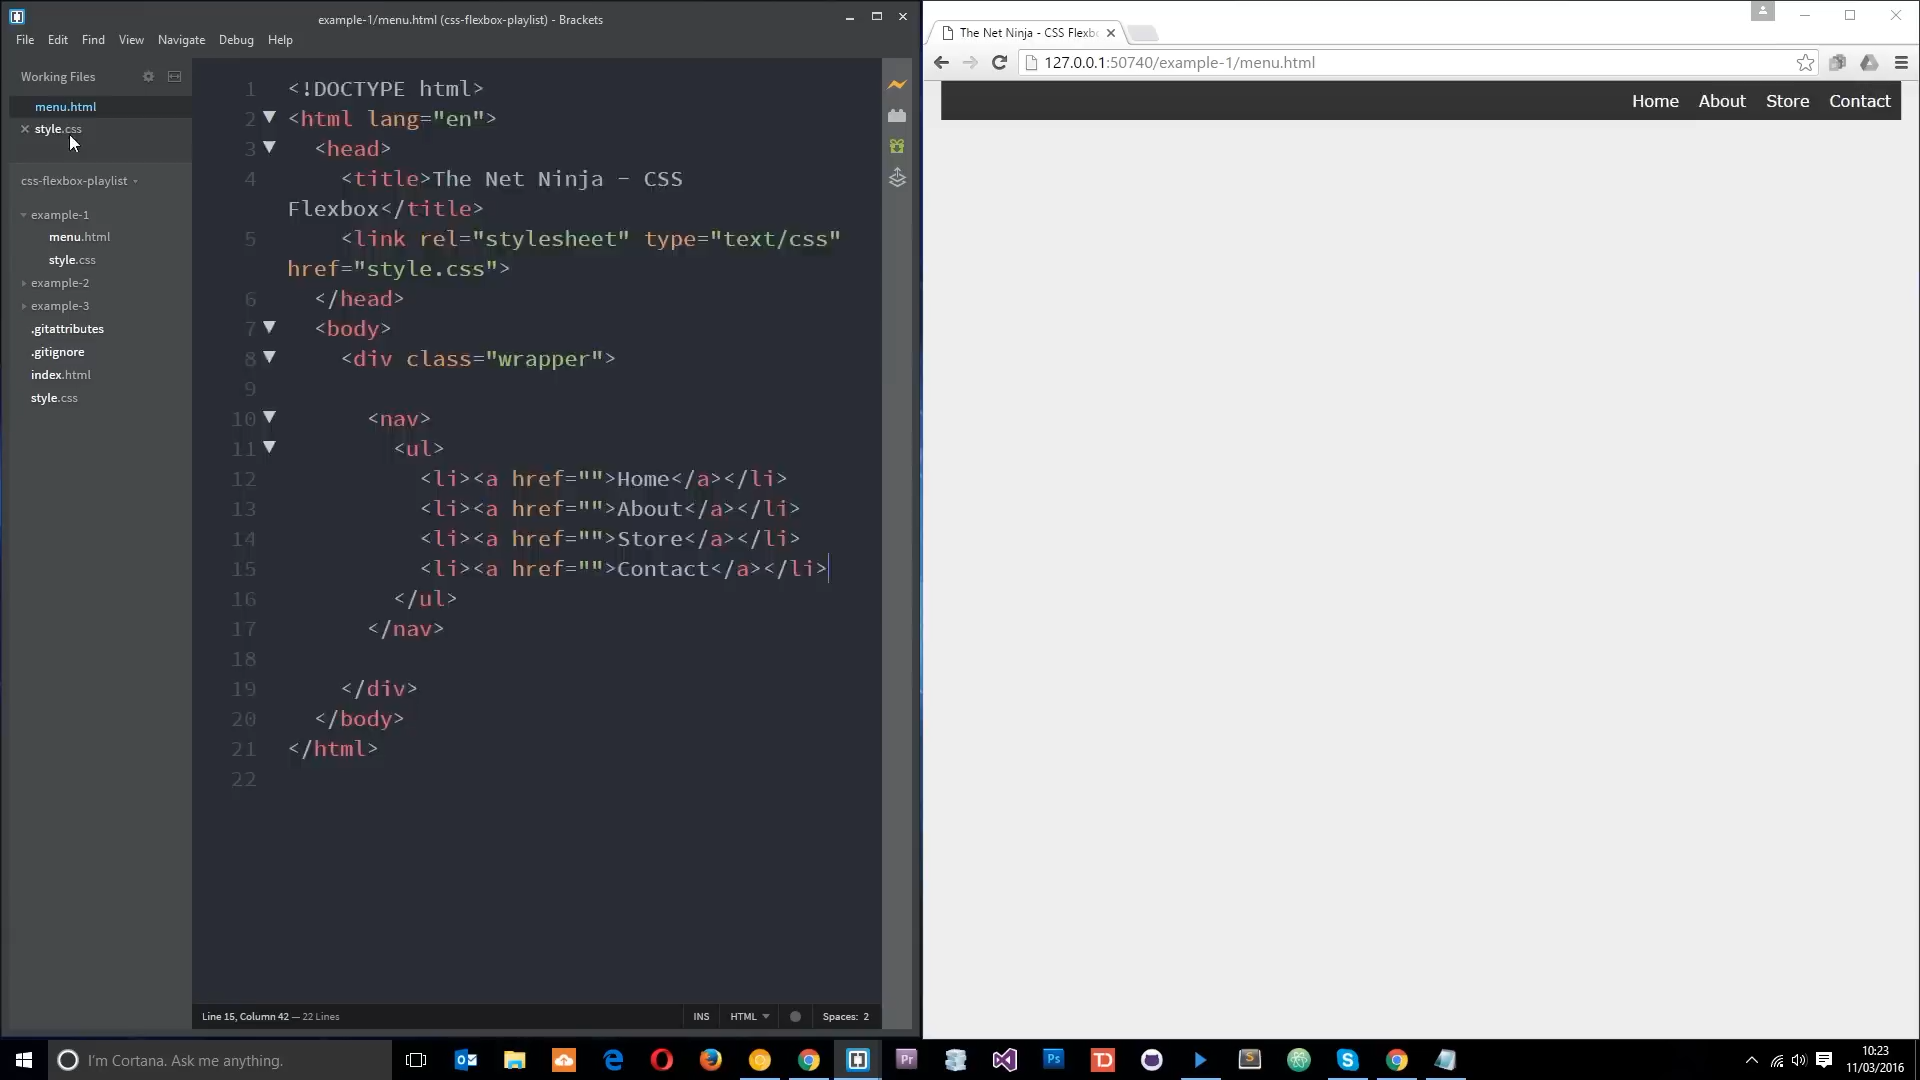 example-1/menu.html (css-flexbox-playlist) - Brackets
File Edit Find View Navigate Debug Help
Working Files
menu.html
style.css
css-flexbox-playlist
example-1
menu.html
style.css
example-2
example-3
.gitattributes
.gitignore
index.html
style.css
1 <!DOCTYPE html>
2 <html lang="en">
3 <head>
4 <title>The Net Ninja - CSS
Flexbox</title>
5 <link rel="stylesheet" type="text/css"
href="style.css">
6 </head>
7 <body>
8 <div class="wrapper">
9
10 <nav>
11 <ul>
12 <li><a href="">Home</a></li>
13 <li><a href="">About</a></li>
14 <li><a href="">Store</a></li>
15 <li><a href="">Contact</a></li>
16 </ul>
17 </nav>
18
19 </div>
20 </body>
21 </html>
22
Line 15, Column 42 — 22 Lines
INS HTML Spaces: 2
The Net Ninja - CSS Flexbo
127.0.0.1:50740/example-1/menu.html
Home About Store Contact
I'm Cortana. Ask me anything.
Pr
Ps
TD
S
10:23
11/03/2016